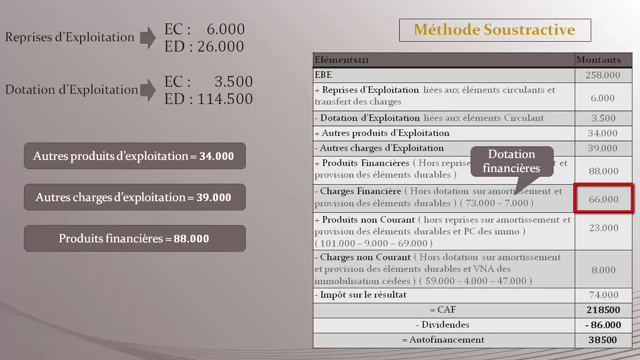 Reprises d'Exploitation
EC : 6.000
ED : 26.000
Dotation d'Exploitation
EC : 3.500
ED : 114.500
Autres produits d'exploitation = 34.000
Autres charges d'exploitation = 39.000
Produits financières = 88.000
Méthode Soustractive
Eléments111 Montants
EBE 258.000
+ Reprises d'Exploitation liées aux éléments circulants et
transfert des charges 6.000
- Dotation d'Exploitation liées aux éléments Circulant 3.500
+ Autres produits d'Exploitation 34.000
- Autres charges d'Exploitation 39.000
+ Produits Financières ( Hors reprises et
provision des éléments durables ) 88.000
Dotation
financières
- Charges Financière ( Hors dotation sur amortissement et
provision des éléments durables ) ( 73.000 – 7.000 ) 66.000
+ Produits non Courant ( hors reprises sur amortissement et
provision des éléments durables et PC des immo )
( 101.000 – 9.000 – 69.000 ) 23.000
- Charges non Courant ( Hors dotation sur amortissement
et provision des éléments durables et VNA des
immobilisation cédées ) ( 59.000 – 4.000 – 47.000 ) 8.000
- Impôt sur le résultat 74.000
= CAF 218500
- Dividendes - 86.000
= Autofinancement 38500